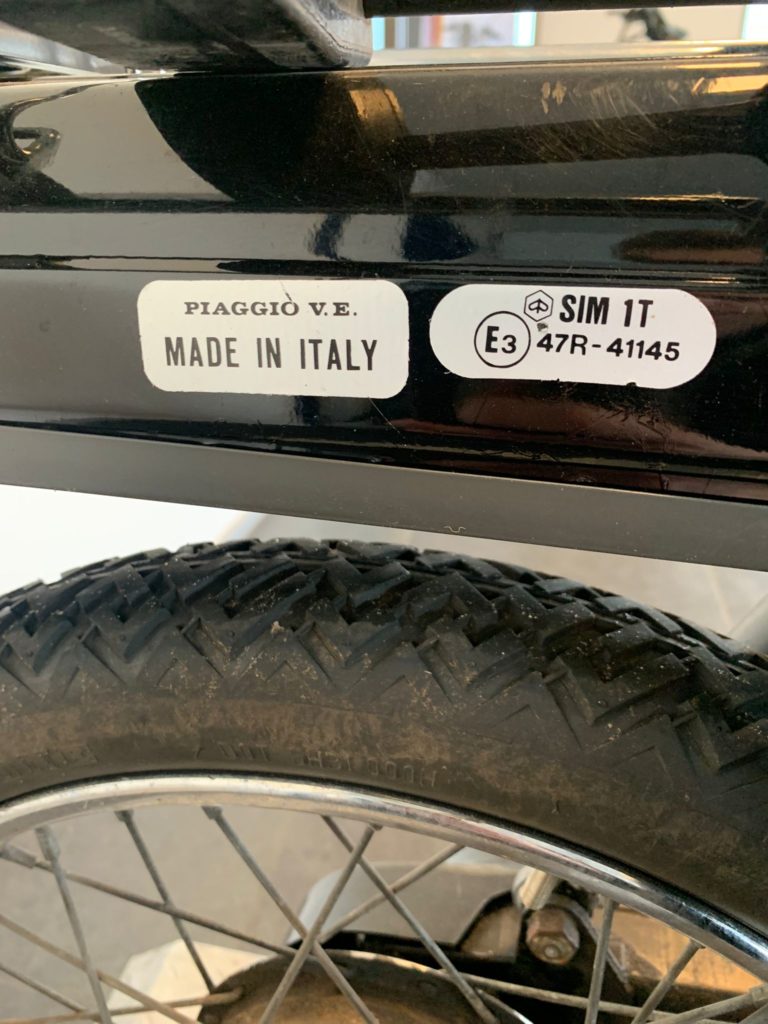 PIAGGIO V.E.
MADE IN ITALY
SIM 1T
E3 47R-41145